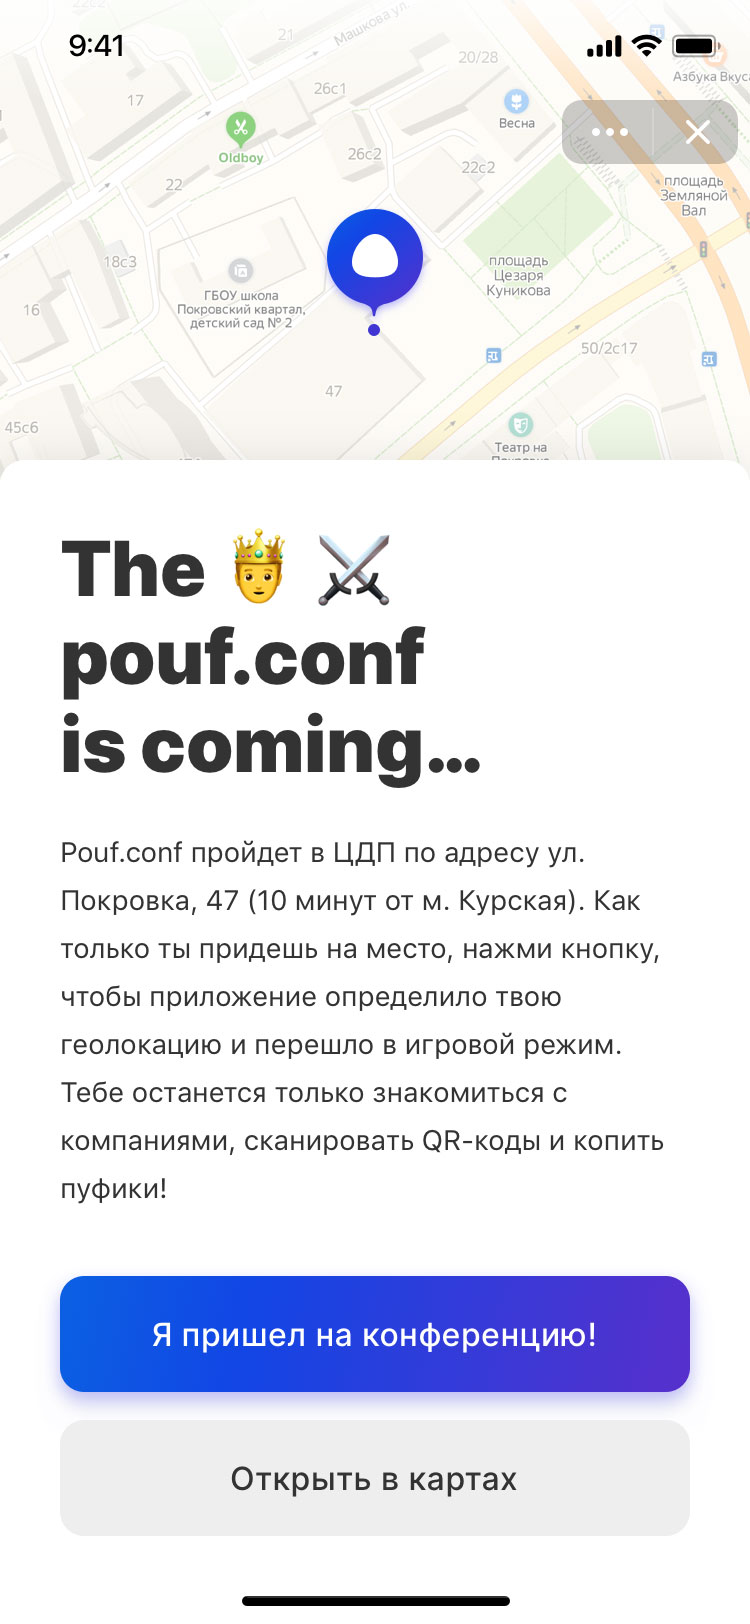 22с2
21
Машкова ул.
9:41
20/28
Азбука Вкуса
26с1
17
Весна
Oldboy
26с2
22с2
22
площадь
Земляной
Вал
18с3
площадь
Цезаря
Куникова
ГБОУ школа
Покровский квартал,
детский сад № 2
16
50/2с17
47
45с6
Театр на
The 🤴 ⚔️
pouf.conf
is coming...
Pouf.conf пройдет в ЦДП по адресу ул.
Покровка, 47 (10 минут от м. Курская). Как
только ты придешь на место, нажми кнопку,
чтобы приложение определило твою
геолокацию и перешло в игровой режим.
Тебе останется только знакомиться с
компаниями, сканировать QR-коды и копить
пуфики!
Я пришел на конференцию!
Открыть в картах